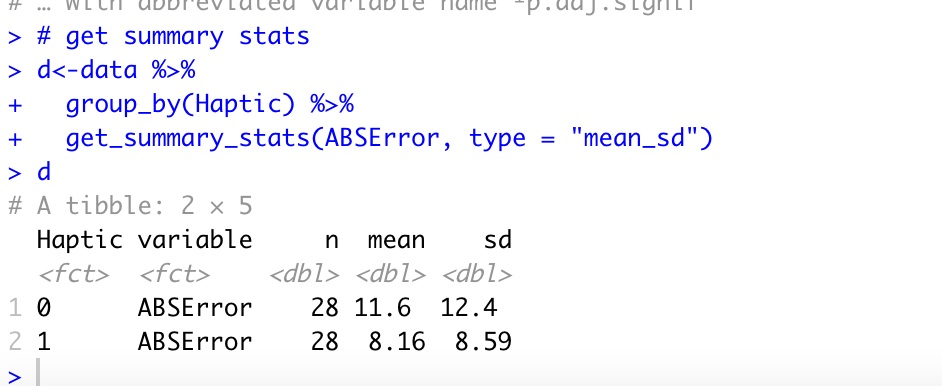 # … with abbreviated variable name ¹​p.adj.signif
> # get summary stats
> d<-data %>%
+   group_by(Haptic) %>%
+   get_summary_stats(ABSError, type = "mean_sd")
> d
# A tibble: 2 × 5
  Haptic variable     n  mean    sd
  <fct>  <fct>    <dbl> <dbl> <dbl>
1 0      ABSError    28 11.6  12.4
2 1      ABSError    28  8.16  8.59
>